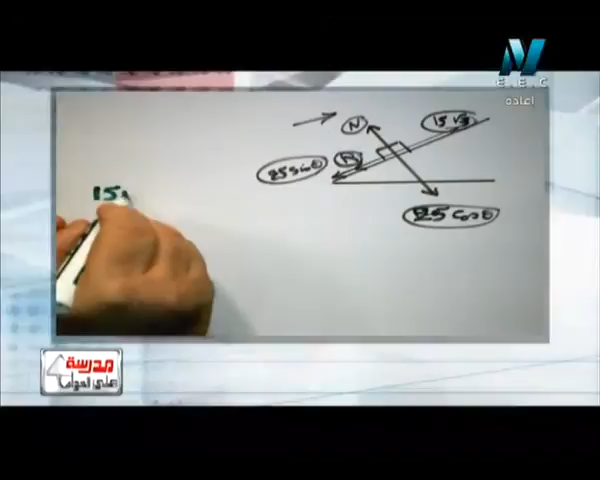 E.E.C
إعادة
N
15 √3
R
25 sin θ
25 cos θ
15
مدرسة
على الهواء